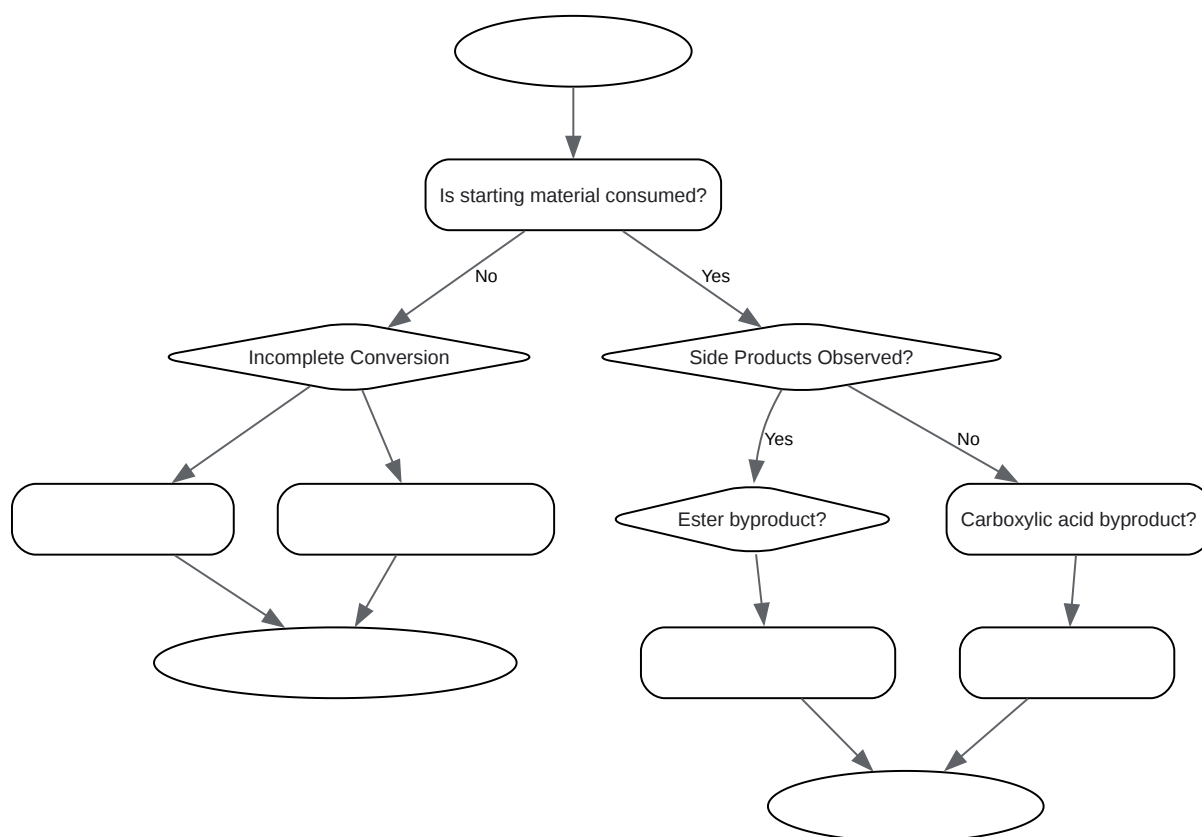 Is starting material consumed?
No
Yes
Incomplete Conversion
Side Products Observed?
Yes
No
Ester byproduct?
Carboxylic acid byproduct?